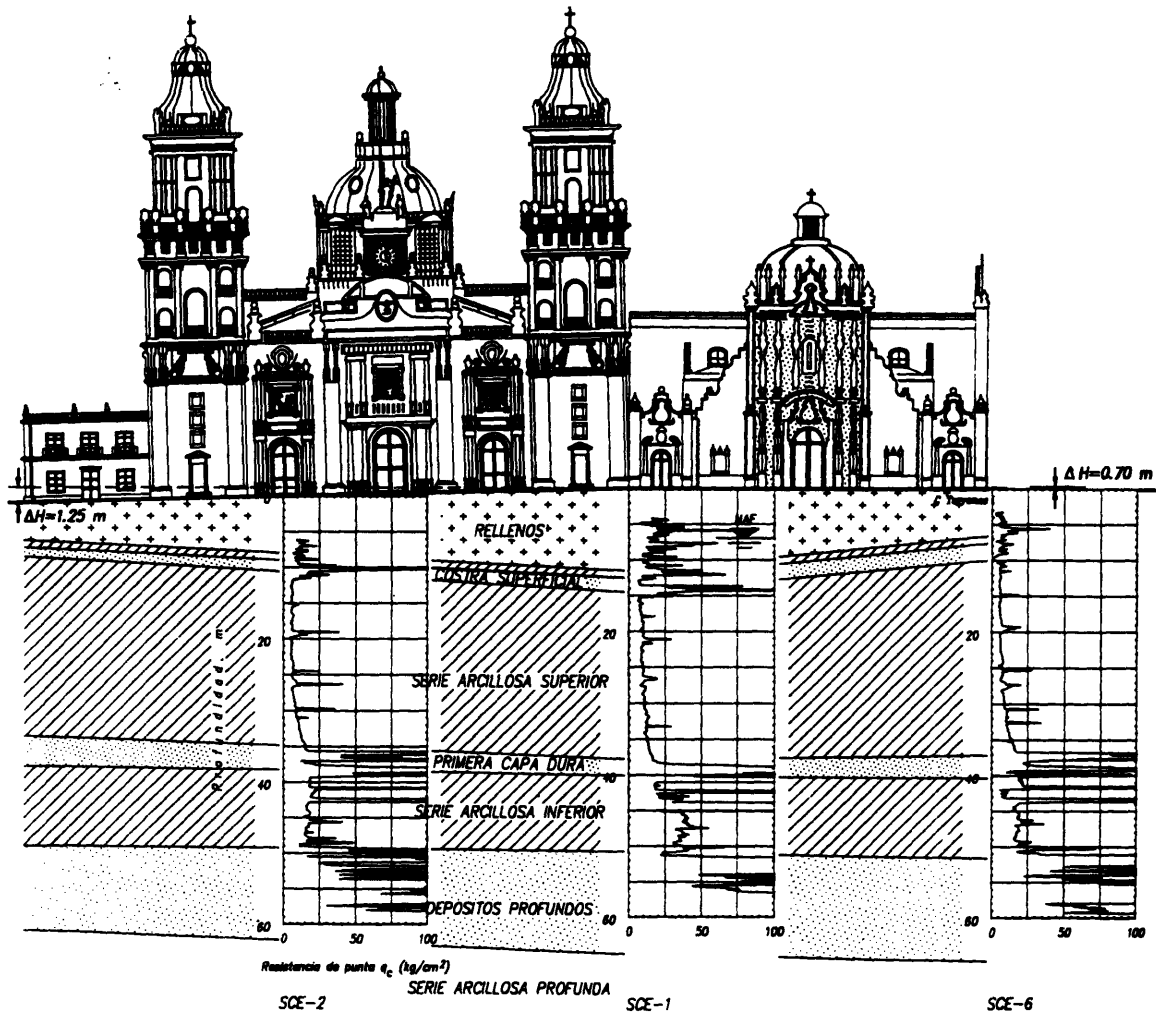 ΔH=0.70 m
ΔH=1.25 m
0
RELLENOS
NAF
COSTRA SUPERFICIAL
Profundidad, m
20
20
20
SERIE ARCILLOSA SUPERIOR
PRIMERA CAPA DURA
40
40
40
SERIE ARCILLOSA INFERIOR
DEPOSITOS PROFUNDOS
60
60
60
0 50 100
0 50 100
0 50 100
Resistencia de punta qc (kg/cm²)
SERIE ARCILLOSA PROFUNDA
SCE-2
SCE-1
SCE-6